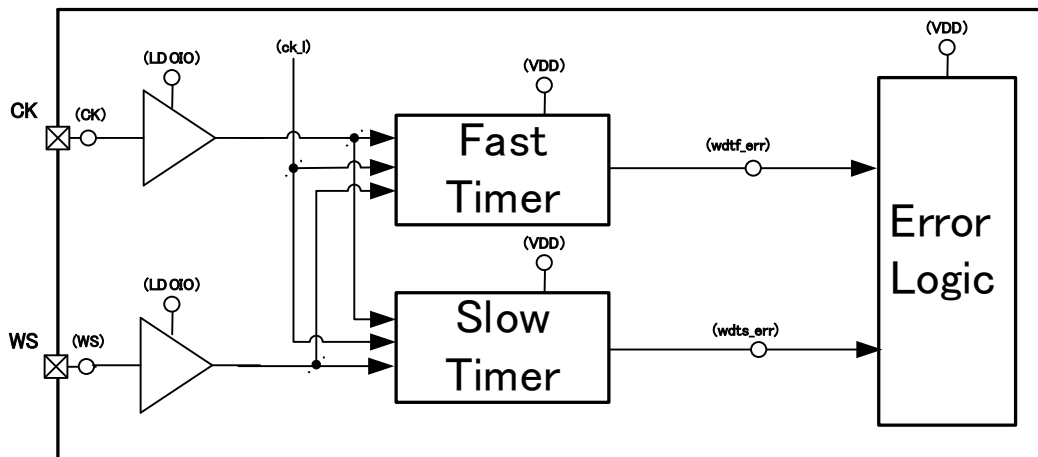 (VDD)
(ck_l)
(LDOIO)
(VDD)
CK
(CK)
Fast
Timer
(wdtf_err)
Error
Logic
(VDD)
(LDOIO)
Slow
Timer
(wdts_err)
WS
(WS)